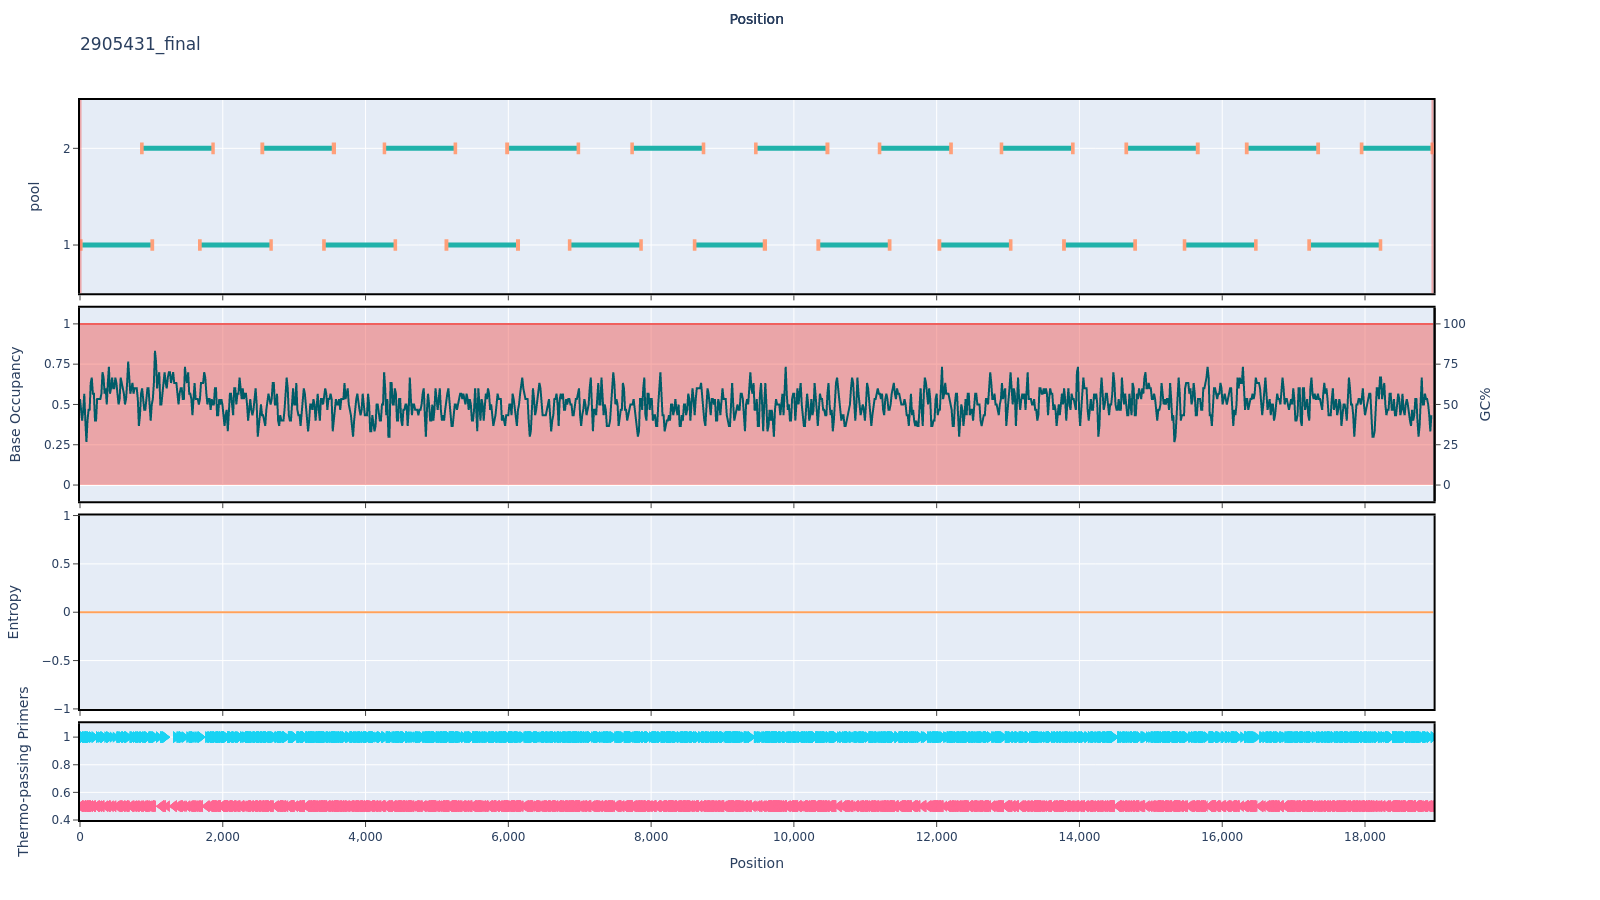 Position
2905431_final
2
1
pool
1
0.75
0.5
0.25
0
Base Occupancy
100
75
50
25
0
GC%
1
0.5
0
−0.5
−1
Entropy
1
0.8
0.6
0.4
Thermo-passing Primers
0 2,000 4,000 6,000 8,000 10,000 12,000 14,000 16,000 18,000
Position